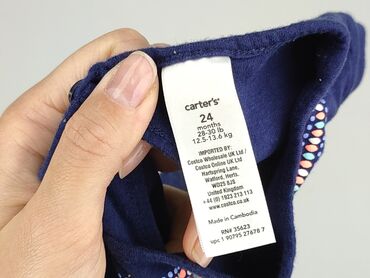 carter's
24
months
28-30 lb
12.5-13.6 kg
IMPORTED BY:
Costco Wholesale UK Ltd /
Costco Online UK Ltd
Hartspring Lane,
Watford, Herts.
WD25 8JS
United Kingdom
+44 (0) 1923 213 113
www.costco.co.uk
Made in Cambodia
RN# 35623
upc 1 90795 27678 7